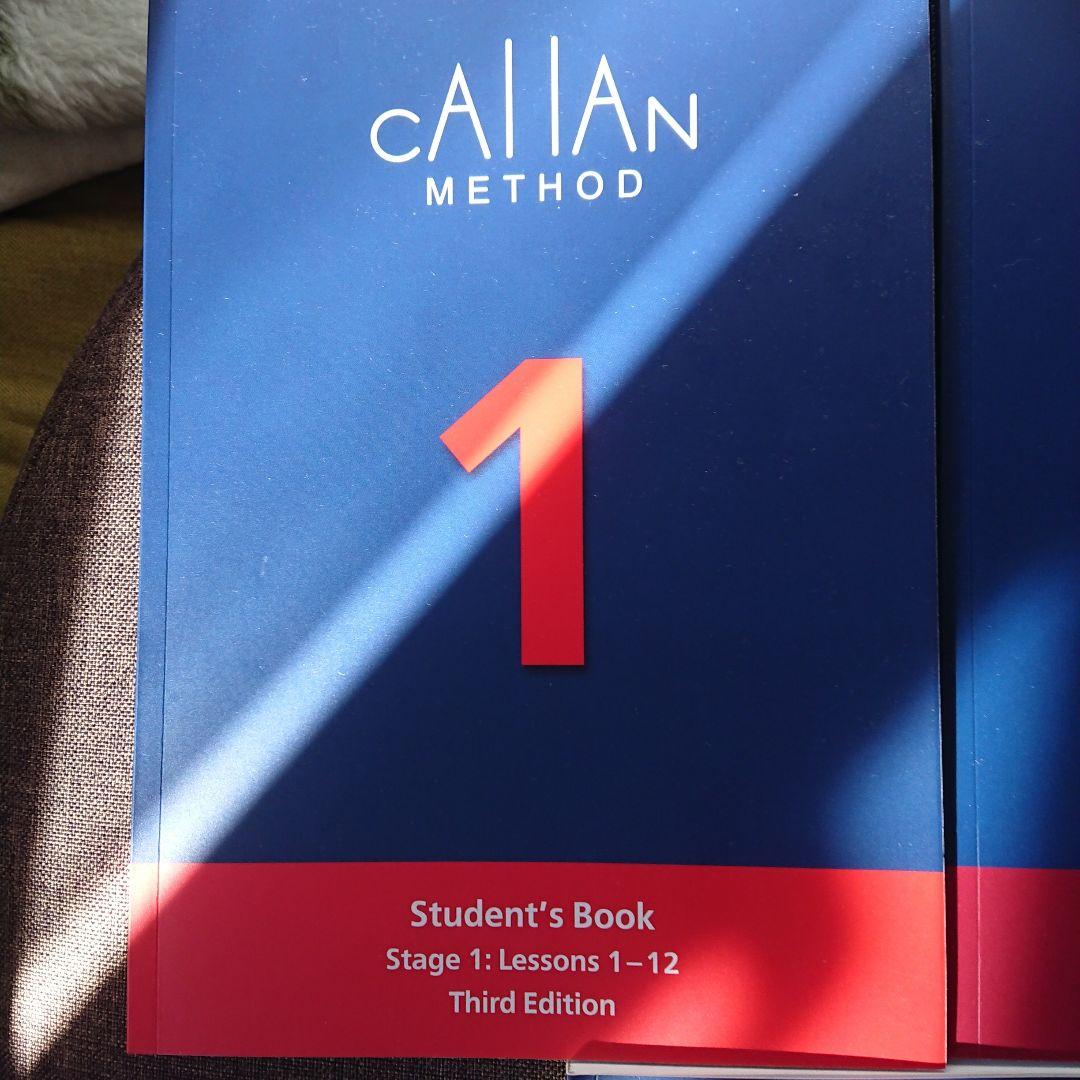 CAllAN
METHOD
1
Student's Book
Stage 1: Lessons 1–12
Third Edition